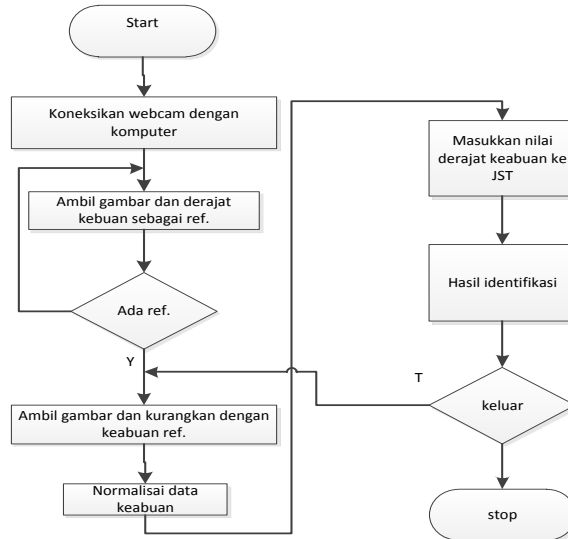 Start
Koneksikan webcam dengan
komputer
Ambil gambar dan derajat
kebuan sebagai ref.
Ada ref.
Y
Ambil gambar dan kurangkan dengan
keabuan ref.
Normalisai data
keabuan
Masukkan nilai
derajat keabuan ke
JST
Hasil identifikasi
T
keluar
stop